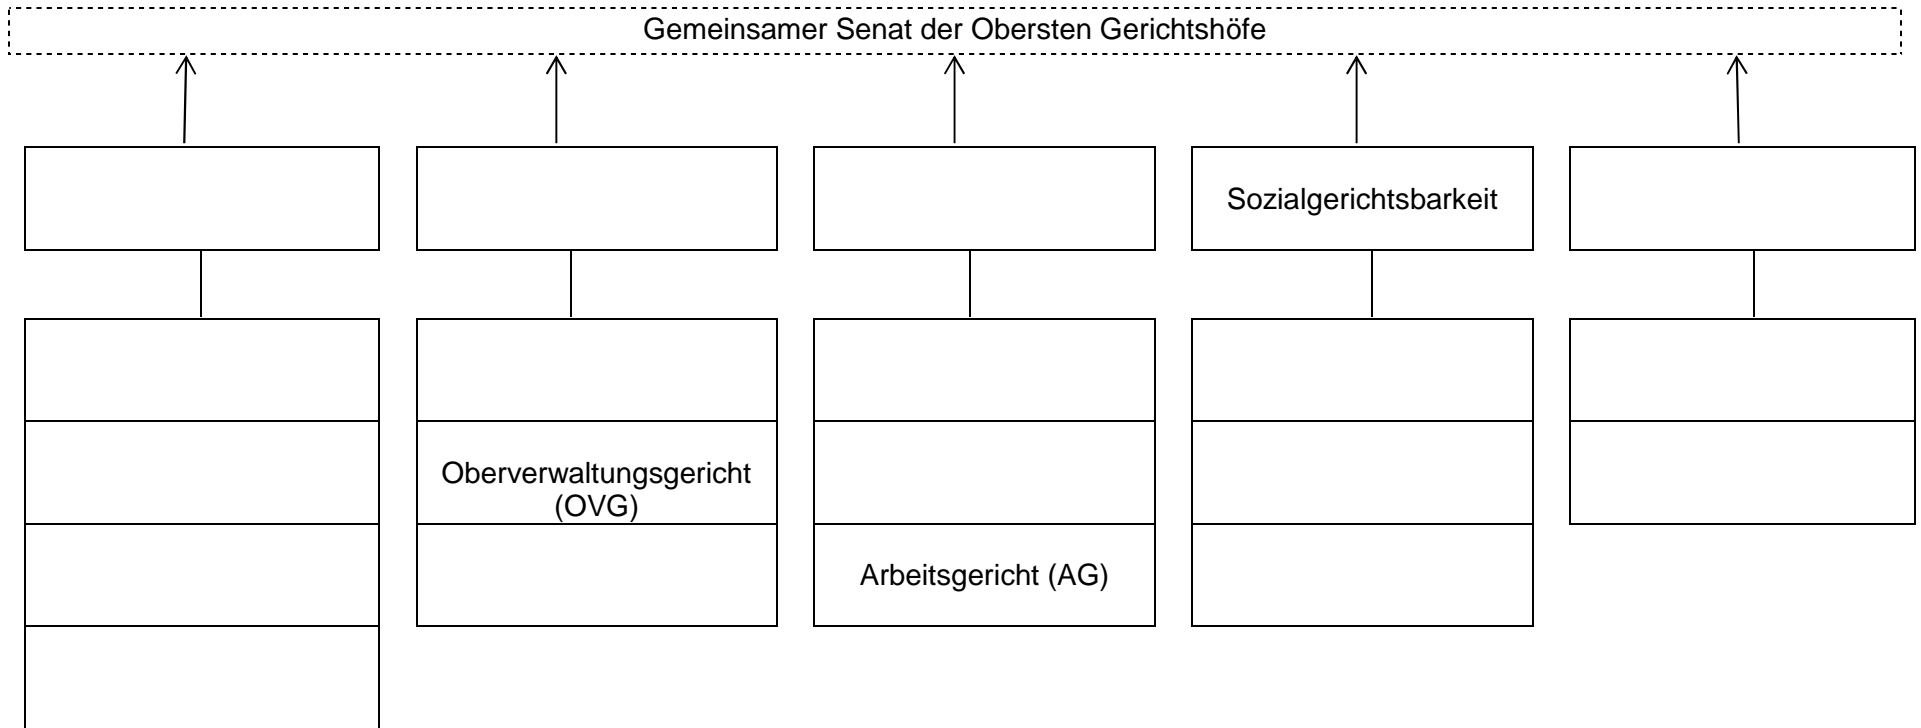 Gemeinsamer Senat der Obersten Gerichtshöfe
Sozialgerichtsbarkeit
Oberverwaltungsgericht
(OVG)
Arbeitsgericht (AG)